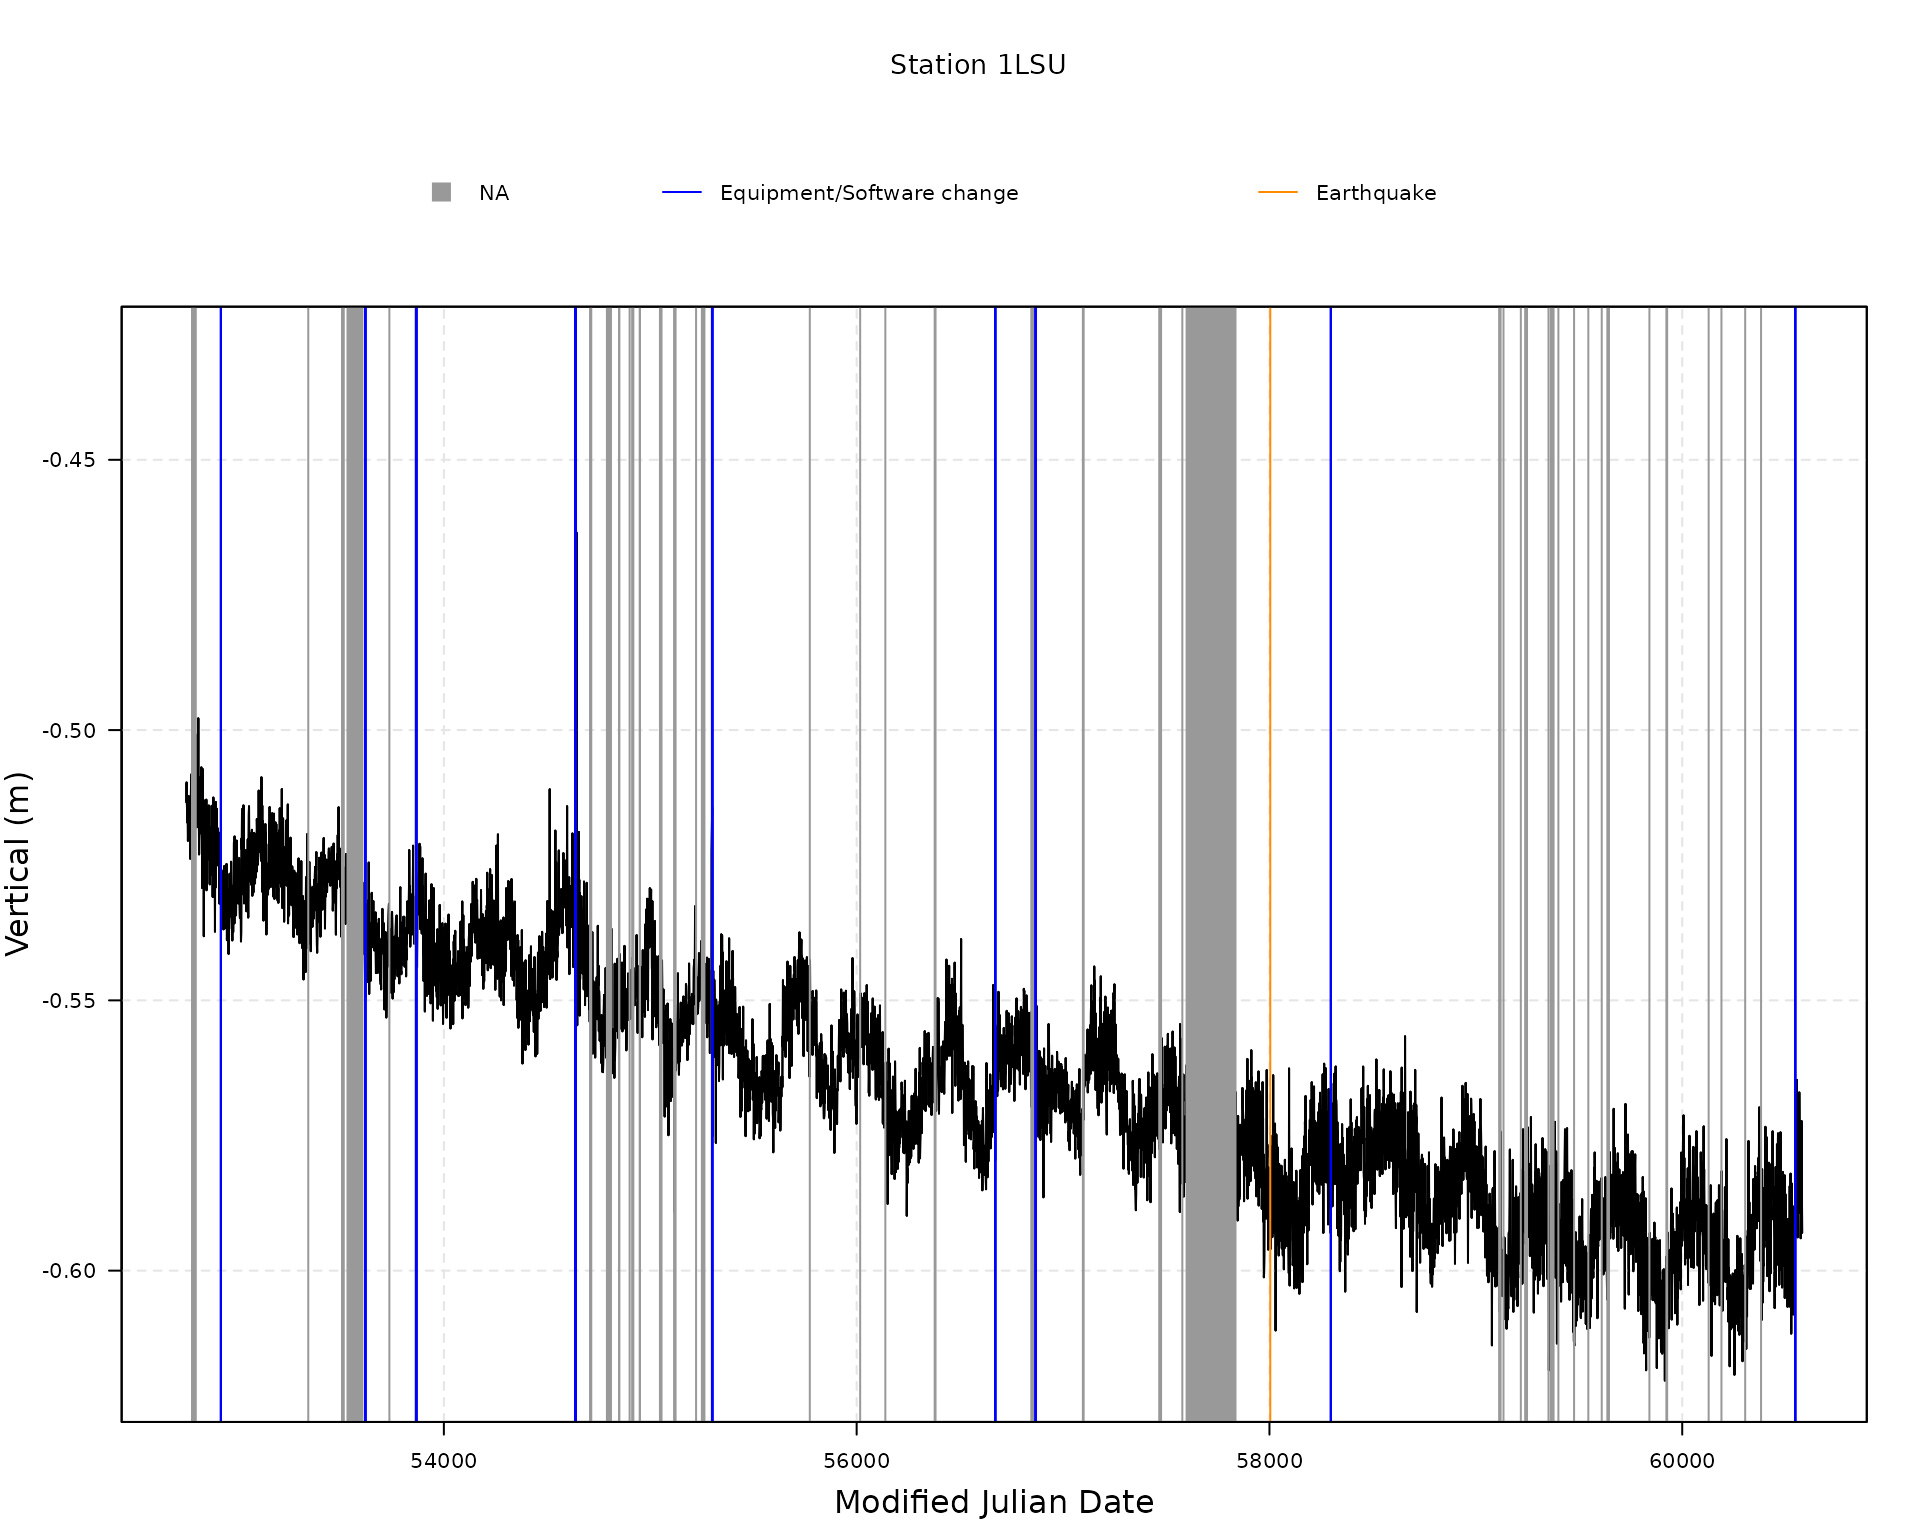 Station 1LSU
NA
Equipment/Software change
Earthquake
-0.45
-0.50
-0.55
-0.60
Vertical (m)
54000
56000
58000
60000
Modified Julian Date